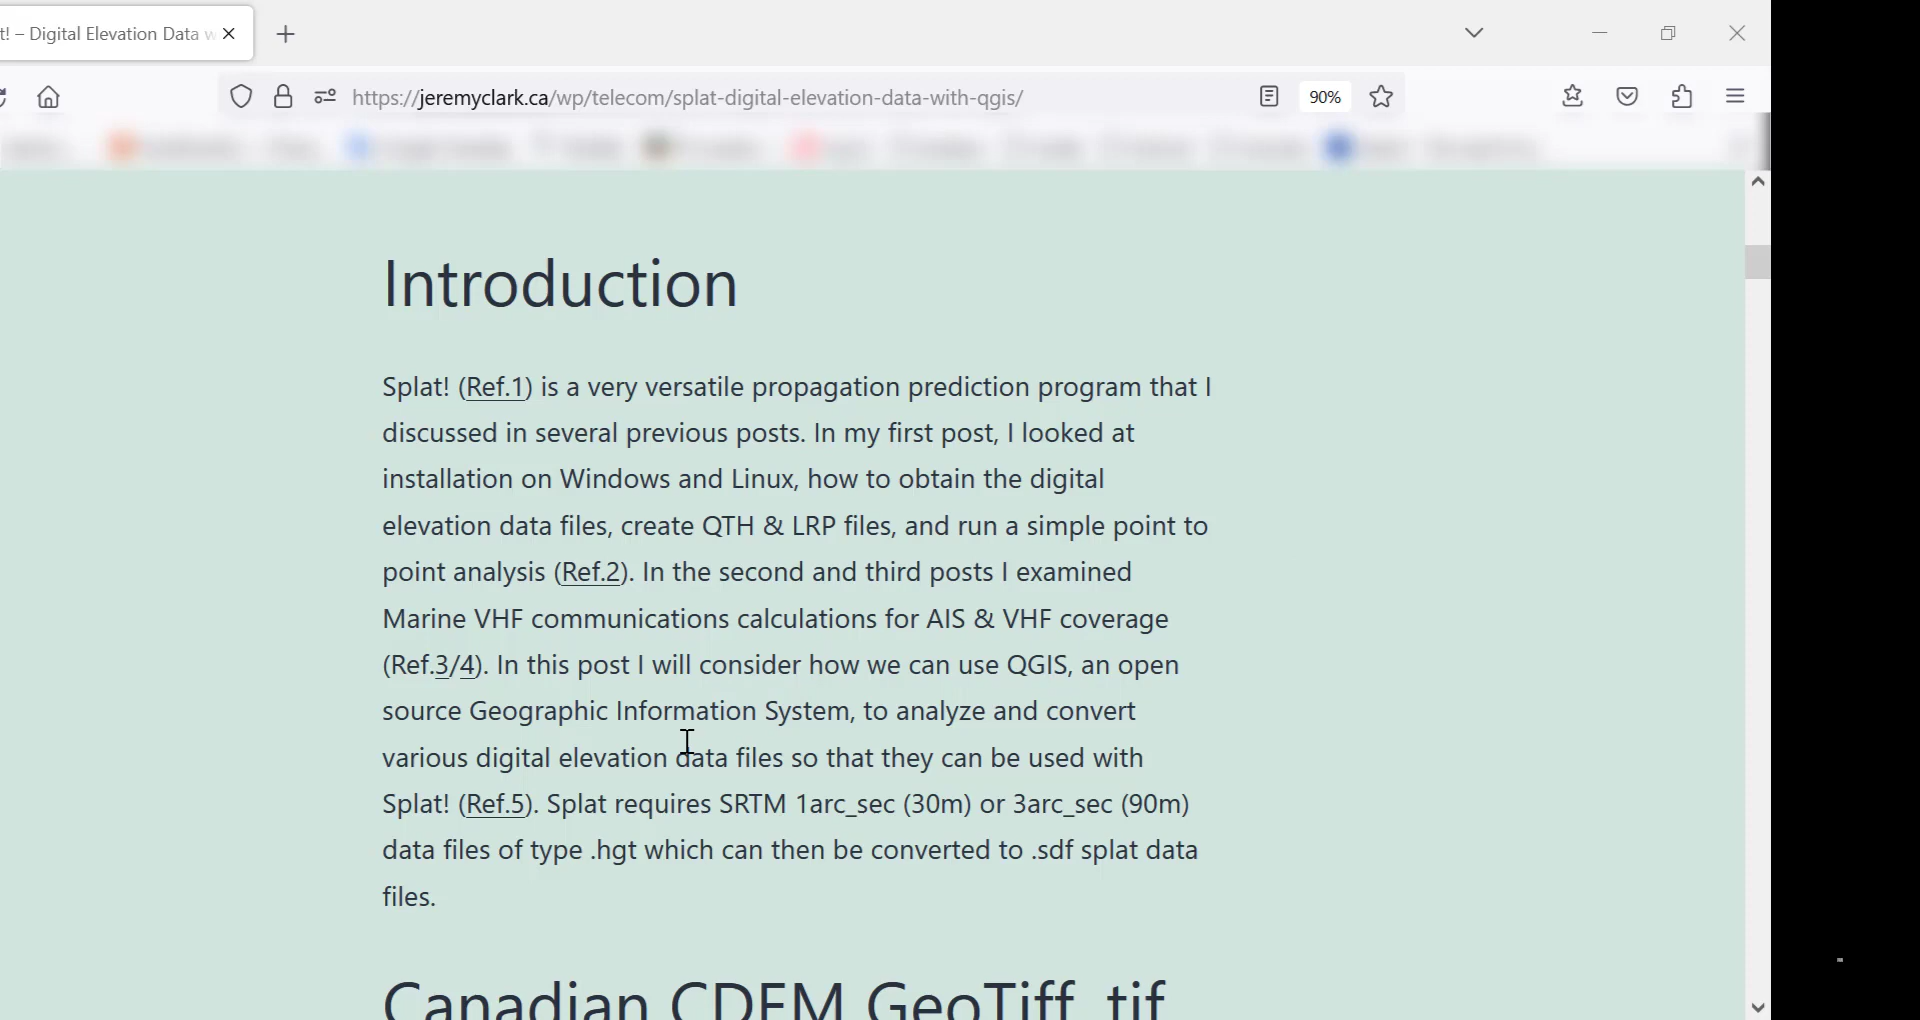 t! – Digital Elevation Data w
https://jeremyclark.ca/wp/telecom/splat-digital-elevation-data-with-qgis/
90%
Introduction
Splat! (Ref.1) is a very versatile propagation prediction program that I
discussed in several previous posts. In my first post, I looked at
installation on Windows and Linux, how to obtain the digital
elevation data files, create QTH & LRP files, and run a simple point to
point analysis (Ref.2). In the second and third posts I examined
Marine VHF communications calculations for AIS & VHF coverage
(Ref.3/4). In this post I will consider how we can use QGIS, an open
source Geographic Information System, to analyze and convert
various digital elevation data files so that they can be used with
Splat! (Ref.5). Splat requires SRTM 1arc_sec (30m) or 3arc_sec (90m)
data files of type .hgt which can then be converted to .sdf splat data
files.
Canadian CDEM GeoTiff .tif